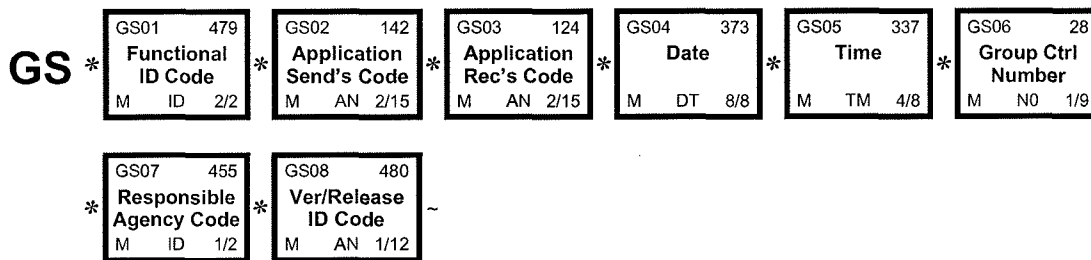 GS01 479 GS02 142 GS03 124 GS04 373 GS05 337 GS06 28
GS * Functional * Application * Application * Date * Time * Group Ctrl
ID Code Send's Code Rec's Code Number
M ID 2/2 M AN 2/15 M AN 2/15 M DT 8/8 M TM 4/8 M N0 1/9
GS07 455 GS08 480
* Responsible * Ver/Release ~
Agency Code ID Code
M ID 1/2 M AN 1/12